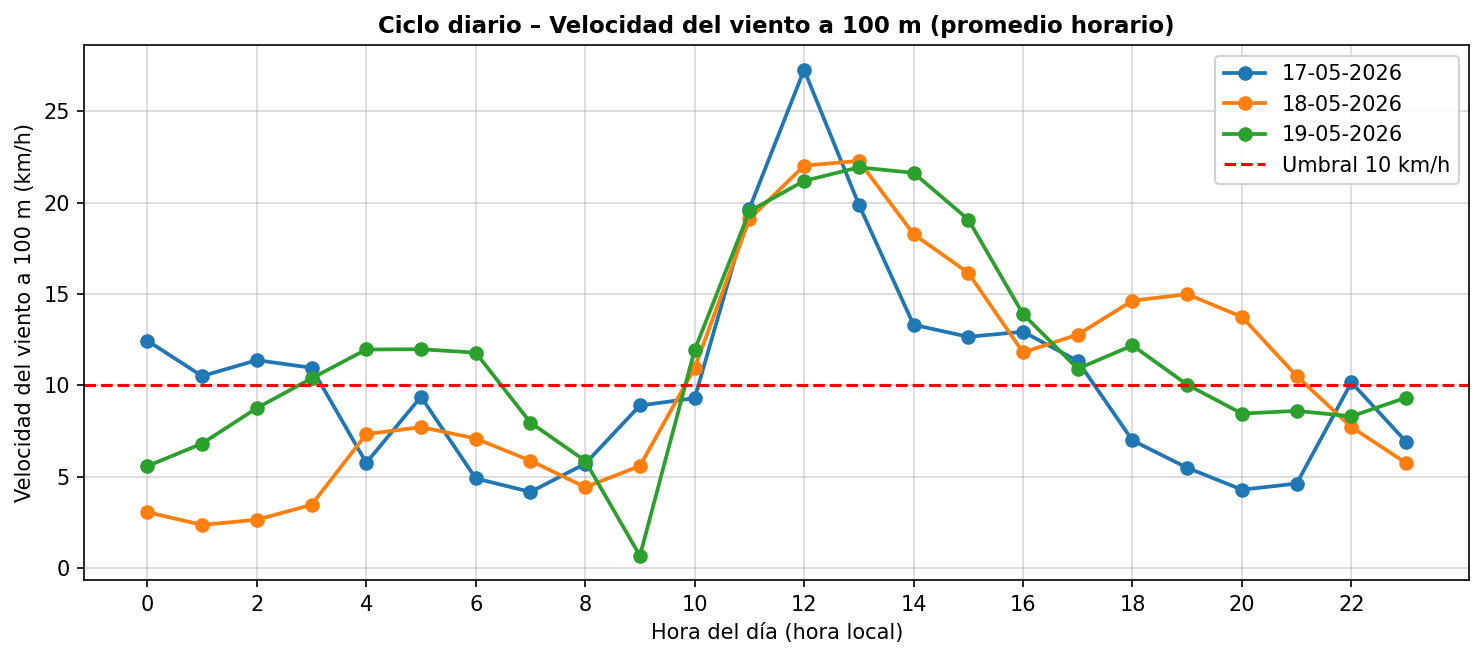 Ciclo diario – Velocidad del viento a 100 m (promedio horario)
Velocidad del viento a 100 m (km/h)
25
20
15
10
5
0
17-05-2026
18-05-2026
19-05-2026
Umbral 10 km/h
0 2 4 6 8 10 12 14 16 18 20 22
Hora del día (hora local)